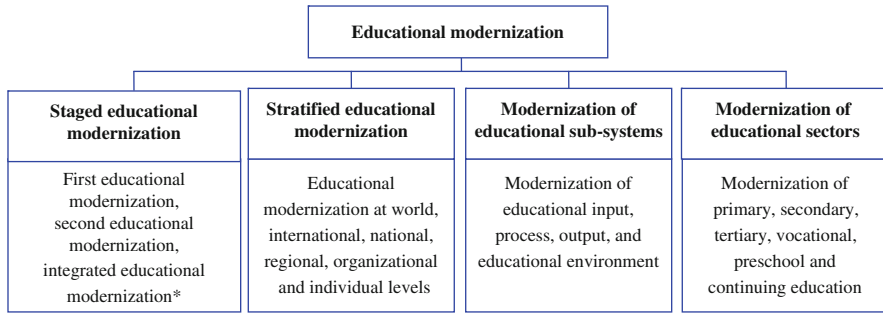 Educational modernization
Staged educational
modernization
Stratified educational
modernization
Modernization of
educational sub-systems
Modernization of
educational sectors
First educational
modernization,
second educational
modernization,
integrated educational
modernization*
Educational
modernization at world,
international, national,
regional, organizational
and individual levels
Modernization of
educational input,
process, output, and
educational environment
Modernization of
primary, secondary,
tertiary, vocational,
preschool and
continuing education